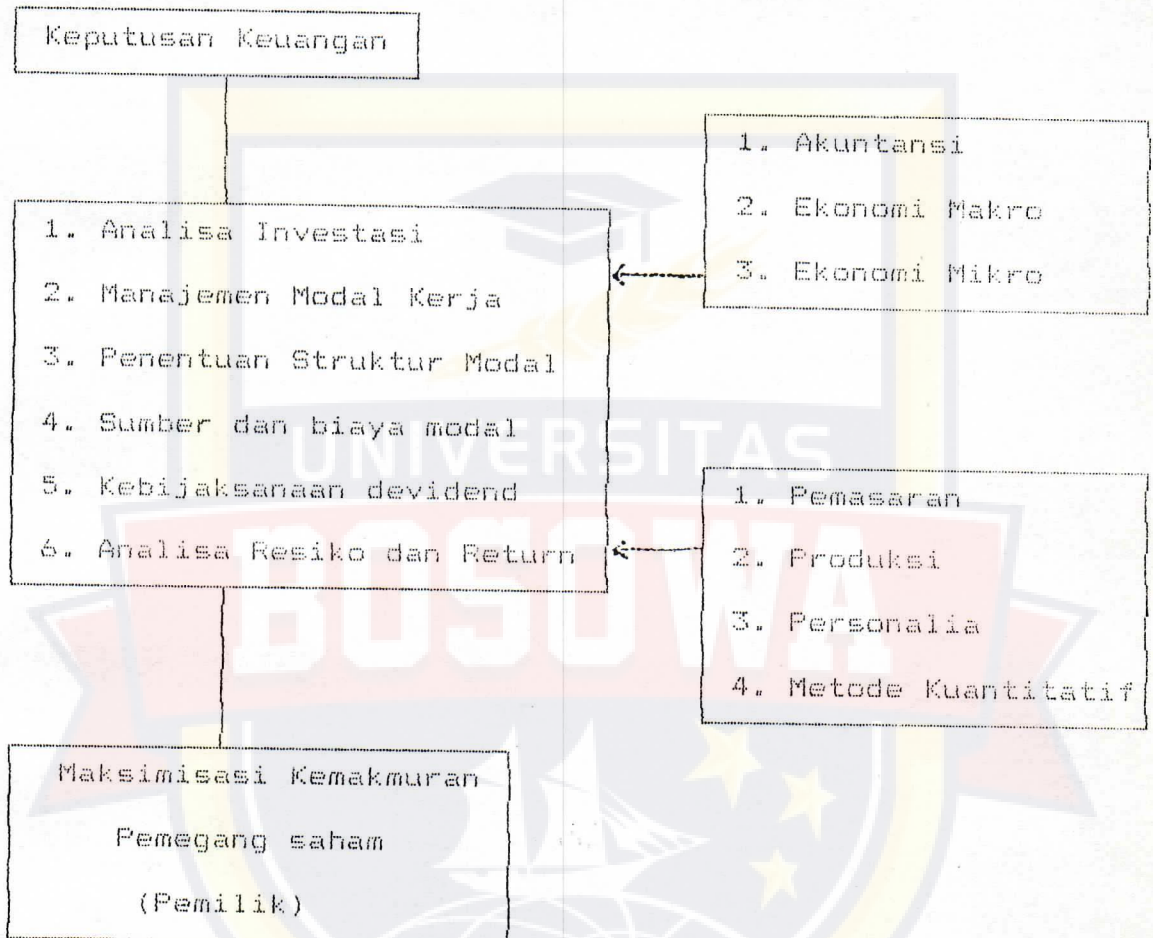 Keputusan Keuangan
1. Analisa Investasi
2. Manajemen Modal Kerja
3. Penentuan Struktur Modal
4. Sumber dan biaya modal
5. Kebijaksanaan devidend
6. Analisa Resiko dan Return
1. Akuntansi
2. Ekonomi Makro
3. Ekonomi Mikro
1. Pemasaran
2. Produksi
3. Personalia
4. Metode Kuantitatif
Maksimisasi Kemakmuran
Pemegang saham
(Pemilik)
UNIVERSITAS
BOSOWA